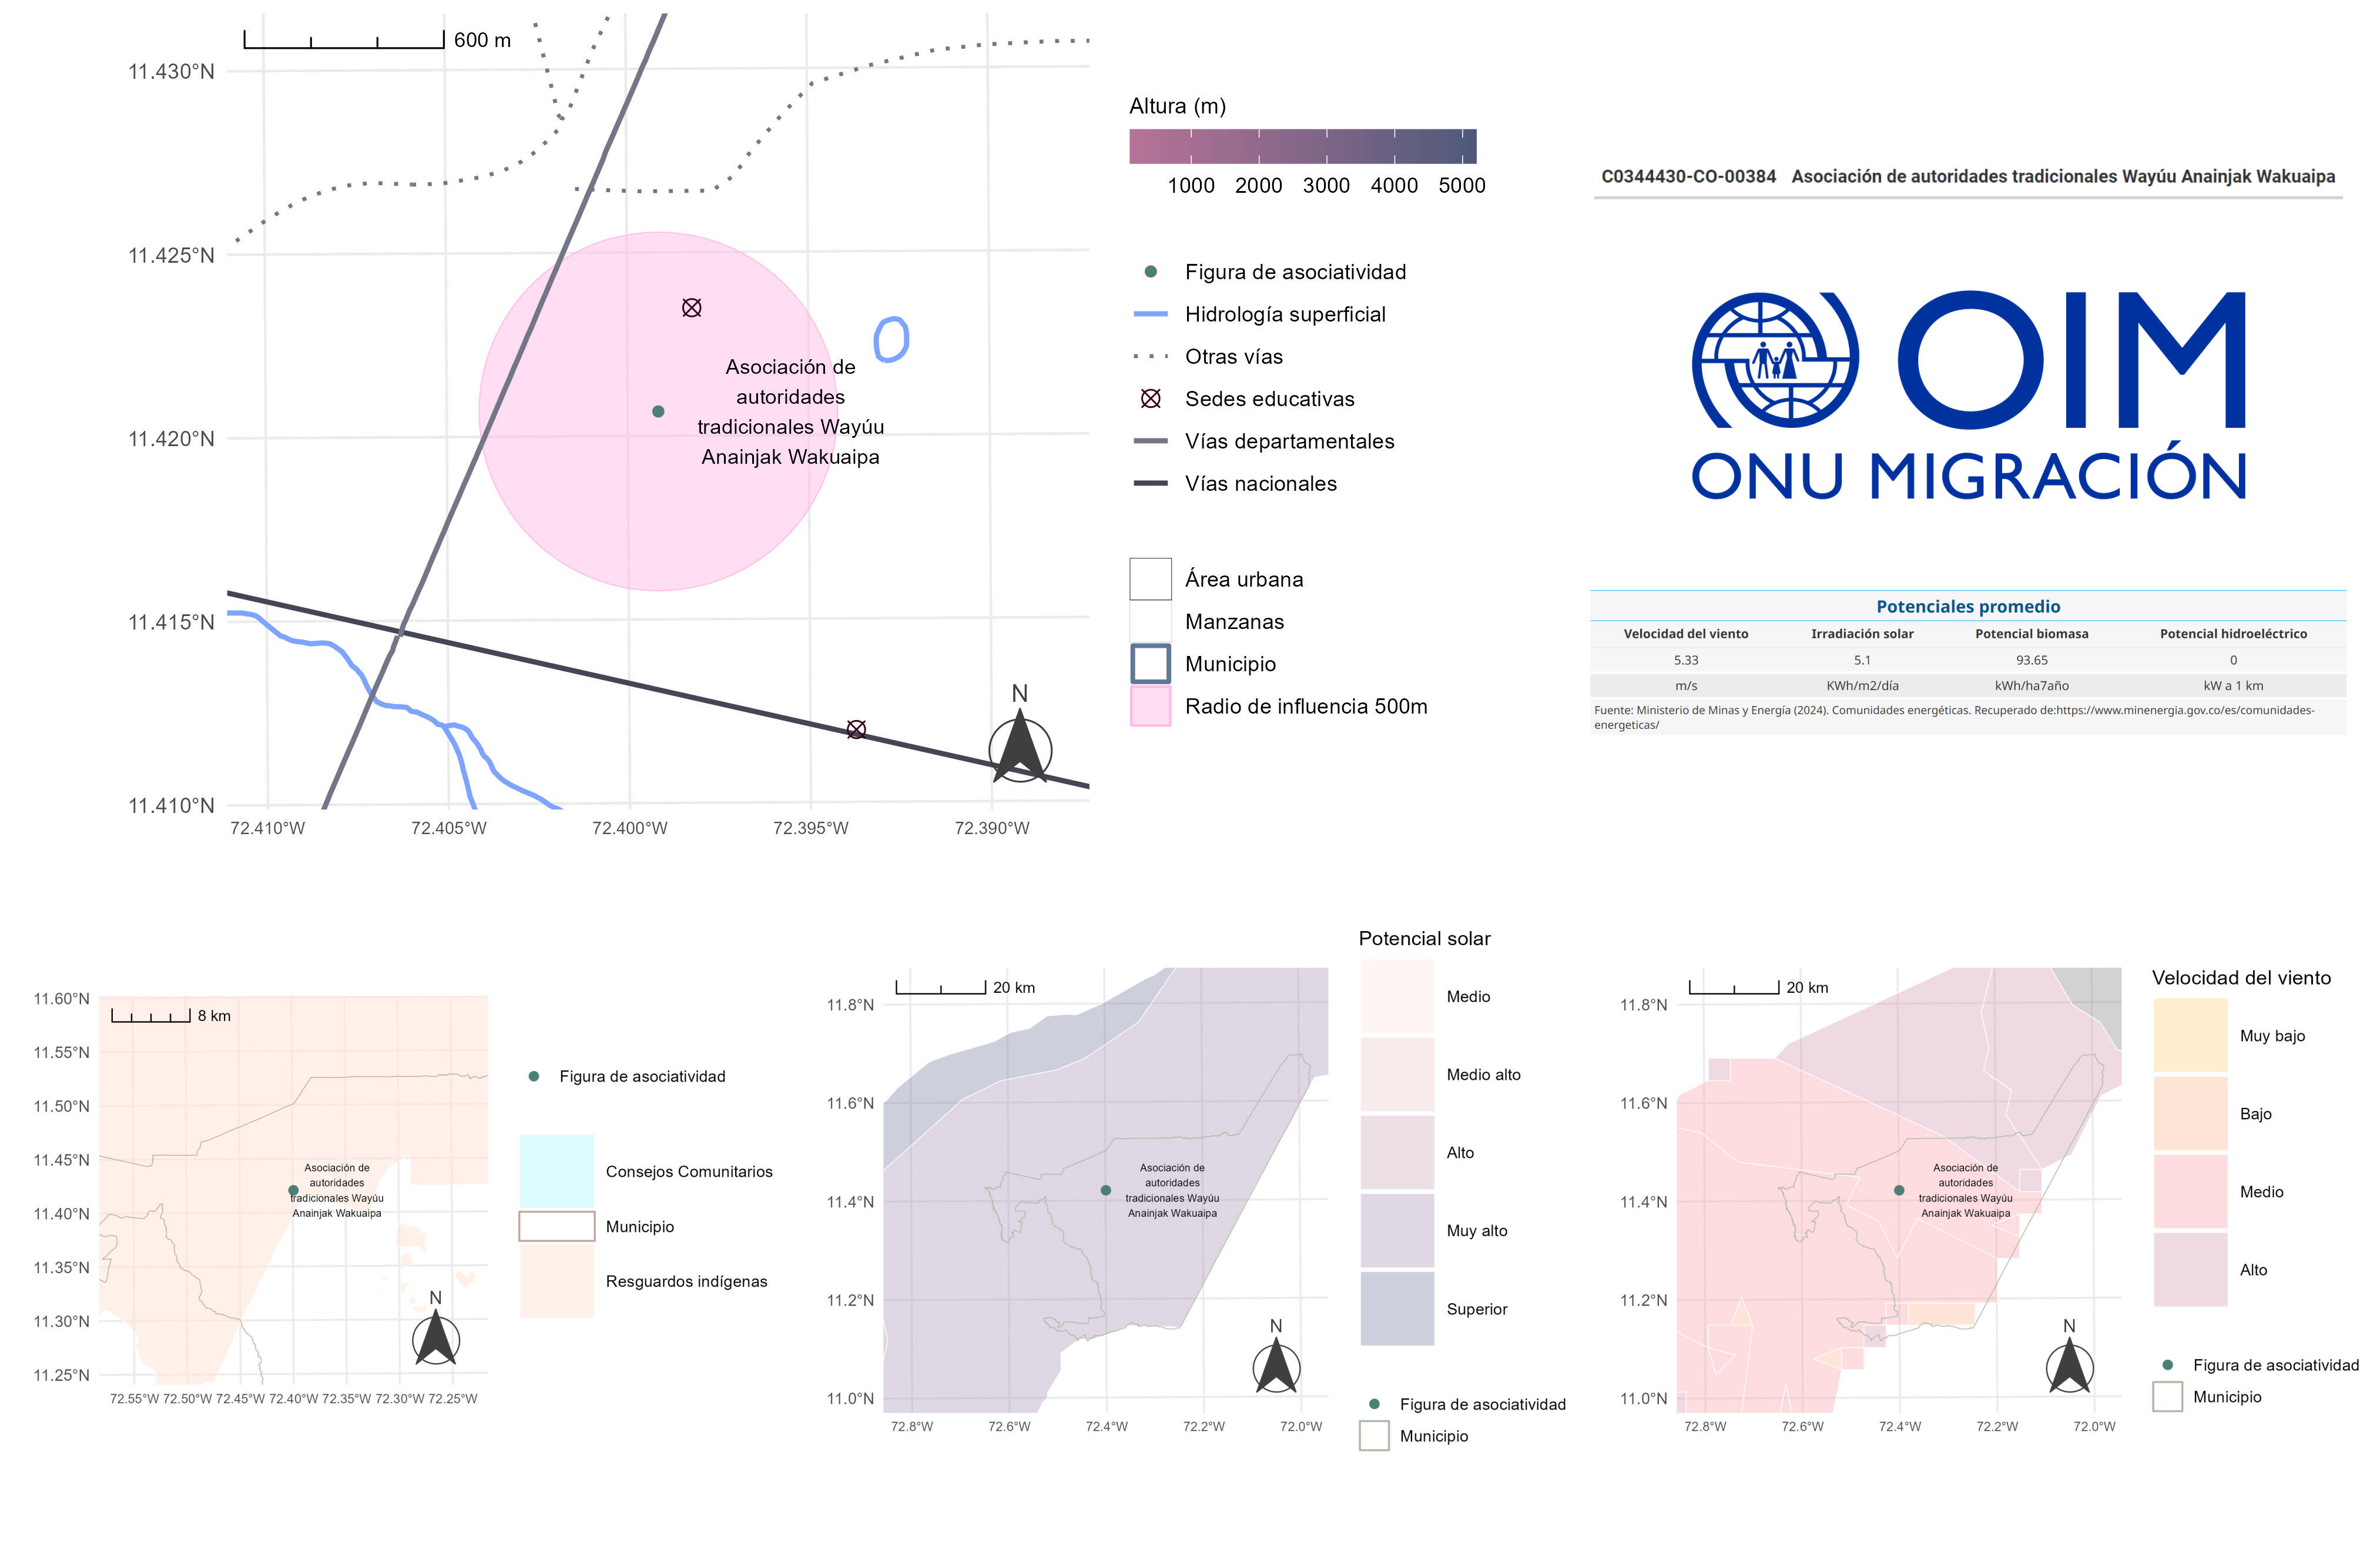 600 m
11.430°N
11.425°N
11.420°N
11.415°N
11.410°N
72.410°W 72.405°W 72.400°W 72.395°W 72.390°W
Asociación de
autoridades
tradicionales Wayúu
Anainjak Wakuaipa
N
Altura (m)
1000 2000 3000 4000 5000
Figura de asociatividad
Hidrología superficial
Otras vías
Sedes educativas
Vías departamentales
Vías nacionales
Área urbana
Manzanas
Municipio
Radio de influencia 500m
C0344430-CO-00384 Asociación de autoridades tradicionales Wayúu Anainjak Wakuaipa
OIM
ONU MIGRACIÓN
Potenciales promedio
Velocidad del viento Irradiación solar Potencial biomasa Potencial hidroeléctrico
5.33 5.1 93.65 0
m/s KWh/m2/día kWh/ha7año kW a 1 km
Fuente: Ministerio de Minas y Energía (2024). Comunidades energéticas. Recuperado de:https://www.minenergia.gov.co/es/comunidades-
energeticas/
8 km
11.60°N
11.55°N
11.50°N
11.45°N
11.40°N
11.35°N
11.30°N
11.25°N
72.55°W 72.50°W 72.45°W 72.40°W 72.35°W 72.30°W 72.25°W
Asociación de
autoridades
tradicionales Wayúu
Anainjak Wakuaipa
N
Figura de asociatividad
Consejos Comunitarios
Municipio
Resguardos indígenas
20 km
11.8°N
11.6°N
11.4°N
11.2°N
11.0°N
72.8°W 72.6°W 72.4°W 72.2°W 72.0°W
Asociación de
autoridades
tradicionales Wayúu
Anainjak Wakuaipa
N
Potencial solar
Medio
Medio alto
Alto
Muy alto
Superior
Figura de asociatividad
Municipio
20 km
11.8°N
11.6°N
11.4°N
11.2°N
11.0°N
72.8°W 72.6°W 72.4°W 72.2°W 72.0°W
Asociación de
autoridades
tradicionales Wayúu
Anainjak Wakuaipa
N
Velocidad del viento
Muy bajo
Bajo
Medio
Alto
Figura de asociatividad
Municipio